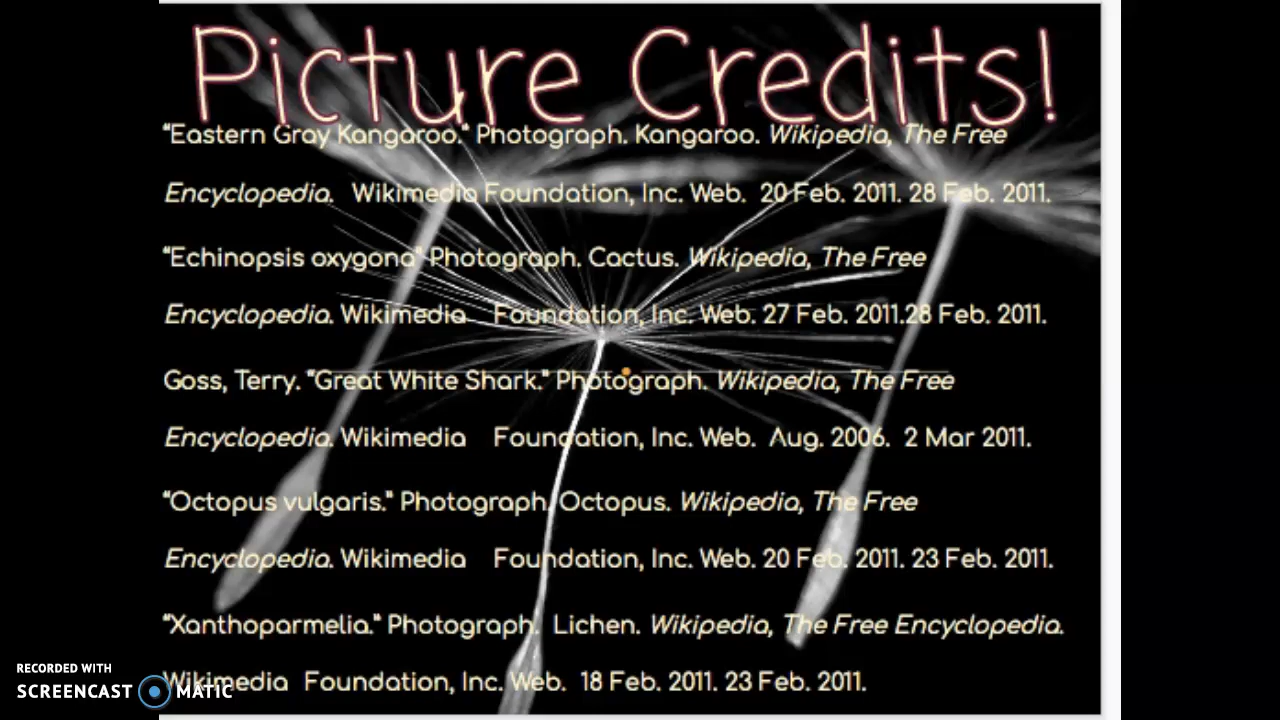 Picture Credits!
"Eastern Gray Kangaroo." Photograph. Kangaroo. Wikipedia, The Free
Encyclopedia. Wikimedia Foundation, Inc. Web. 20 Feb. 2011. 28 Feb. 2011.
"Echinopsis oxygona" Photograph. Cactus. Wikipedia, The Free
Encyclopedia. Wikimedia Foundation, Inc. Web. 27 Feb. 2011.28 Feb. 2011.
Goss, Terry. "Great White Shark." Photograph. Wikipedia, The Free
Encyclopedia. Wikimedia Foundation, Inc. Web. Aug. 2006. 2 Mar 2011.
"Octopus vulgaris." Photograph. Octopus. Wikipedia, The Free
Encyclopedia. Wikimedia Foundation, Inc. Web. 20 Feb. 2011. 23 Feb. 2011.
"Xanthoparmelia." Photograph. Lichen. Wikipedia, The Free Encyclopedia.
Wikimedia Foundation, Inc. Web. 18 Feb. 2011. 23 Feb. 2011.
RECORDED WITH
SCREENCAST MATIC